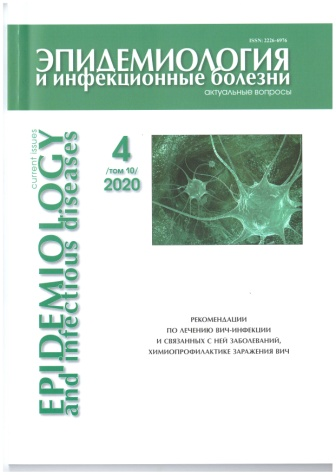 ISSN: 2226-6976
ЭПИДЕМИОЛОГИЯ
и инфекционные болезни
актуальные вопросы
EPIDEMIOLOGY
and infectious diseases
current issues
4
/том 10/
2020
РЕКОМЕНДАЦИИ
ПО ЛЕЧЕНИЮ ВИЧ-ИНФЕКЦИИ
И СВЯЗАННЫХ С НЕЙ ЗАБОЛЕВАНИЙ,
ХИМИОПРОФИЛАКТИКЕ ЗАРАЖЕНИЯ ВИЧ